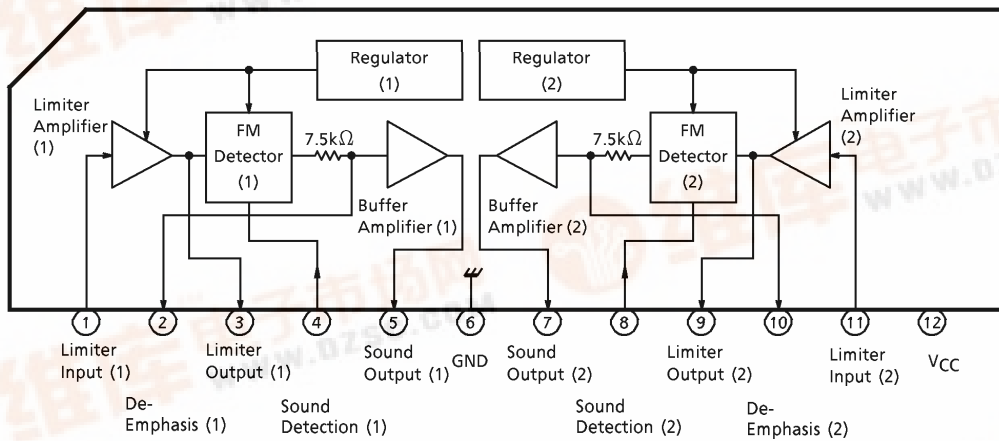 Regulator
(1)
Regulator
(2)
Limiter
Amplifier
(1)
FM
Detector
(1)
7.5kΩ
7.5kΩ
FM
Detector
(2)
Limiter
Amplifier
(2)
Buffer
Amplifier (1)
Buffer
Amplifier (2)
1
2
3
4
5
6
7
8
9
10
11
12
Limiter
Input (1)
De-
Emphasis (1)
Limiter
Output (1)
Sound
Detection (1)
Sound
Output (1)
GND
Sound
Output (2)
Sound
Detection (2)
Limiter
Output (2)
De-
Emphasis (2)
Limiter
Input (2)
VCC